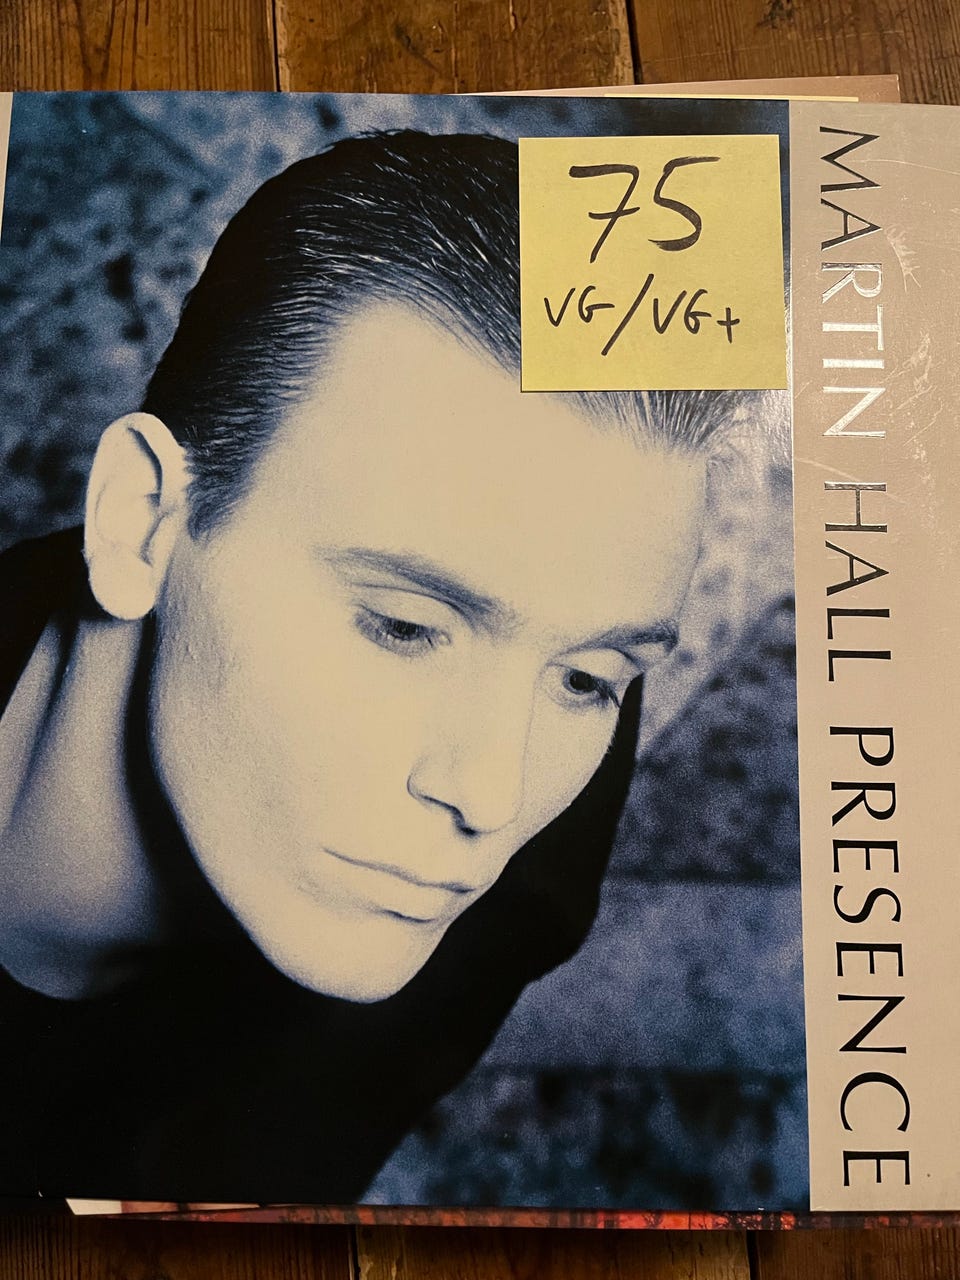 75
VG/VG+
MARTIN HALL PRESENCE